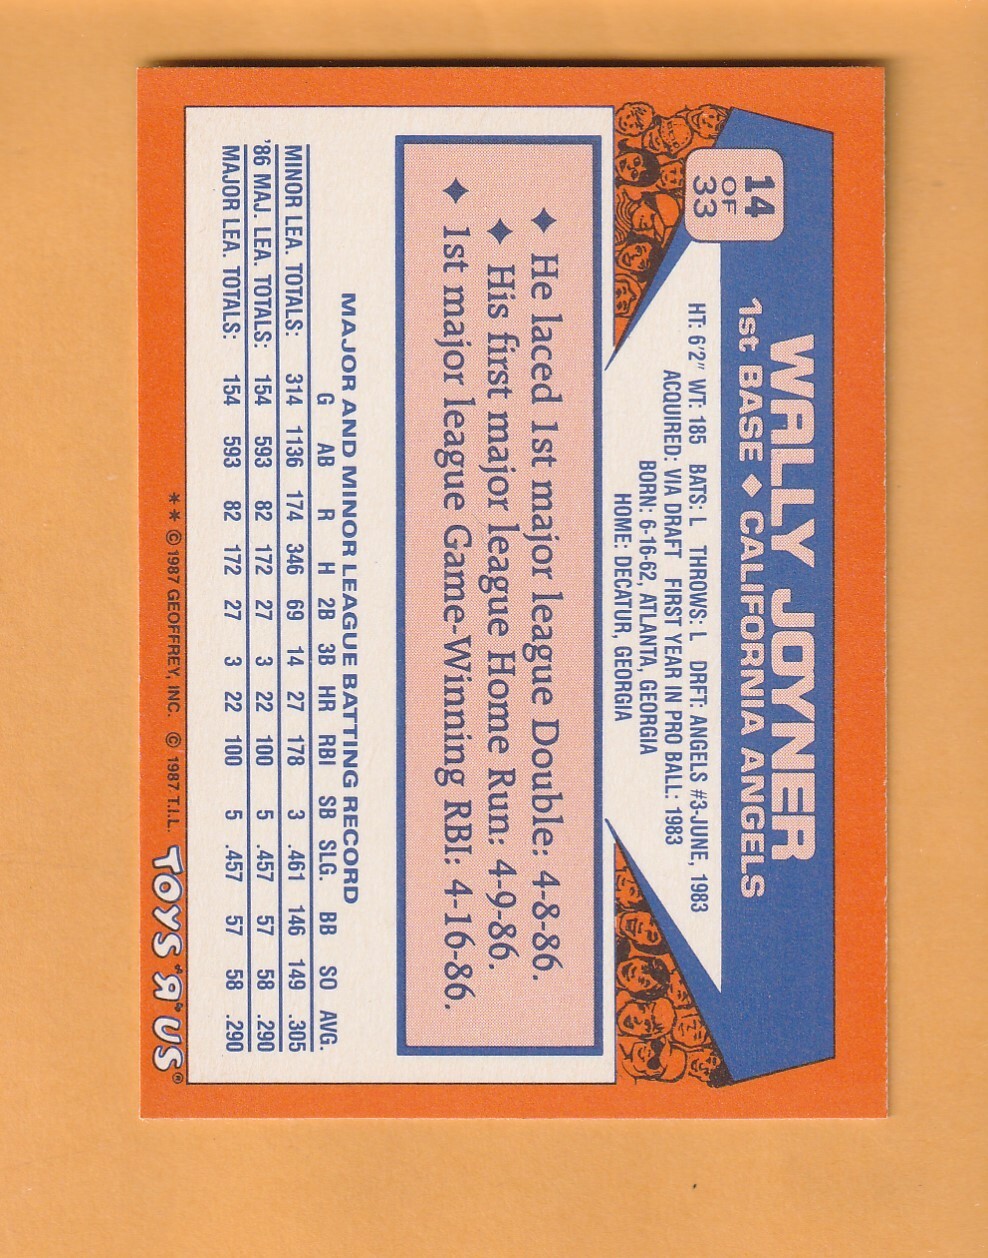 14
OF
33
WALLY JOYNER
1st BASE ♦ CALIFORNIA ANGELS
HT: 6'2" WT: 185 BATS: L THROWS: L DRFT: ANGELS #3-JUNE, 1983
ACQUIRED: VIA DRAFT FIRST YEAR IN PRO BALL: 1983
BORN: 6-16-62, ATLANTA, GEORGIA
HOME: DECATUR, GEORGIA
✦ He laced 1st major league Double: 4-8-86.
✦ His first major league Home Run: 4-9-86.
✦ 1st major league Game-Winning RBI: 4-16-86.
MAJOR AND MINOR LEAGUE BATTING RECORD
G AB R H 2B 3B HR RBI SB SLG. BB SO AVG.
MINOR LEA. TOTALS: 314 1136 174 346 69 14 27 178 3 .461 146 149 .305
'86 MAJ. LEA. TOTALS: 154 593 82 172 27 3 22 100 5 .457 57 58 .290
MAJOR LEA. TOTALS: 154 593 82 172 27 3 22 100 5 .457 57 58 .290
** © 1987 GEOFFREY, INC. © 1987 T.I.L. TOYS "R" US®